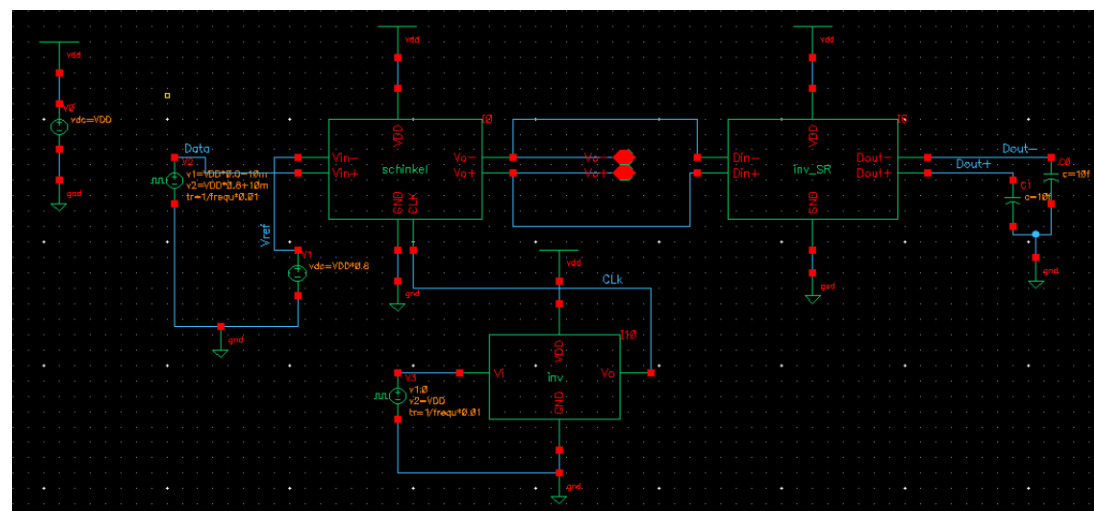 vdd
V0
vdc=VDD
gnd
Data
V2
v1=VDD*0.8-10m
v2=VDD*0.8+10m
tr=1/frequ*0.01
Vref
V1
vdc=VDD*0.8
gnd
vdd
VDD
I0
Vin-
schinkel
Vo-
Vin+
Vo+
GND
CLK
gnd
Vo-
Vo+
vdd
VDD
Din-
inv_SR
Dout-
Din+
Dout+
GND
gnd
Dout-
Dout+
C0
c=10f
C1
c=10f
gnd
CLk
vdd
VDD
I10
Vi
inv
Vo
GND
gnd
V3
v1:0
v2=VDD
tr=1/frequ*0.01